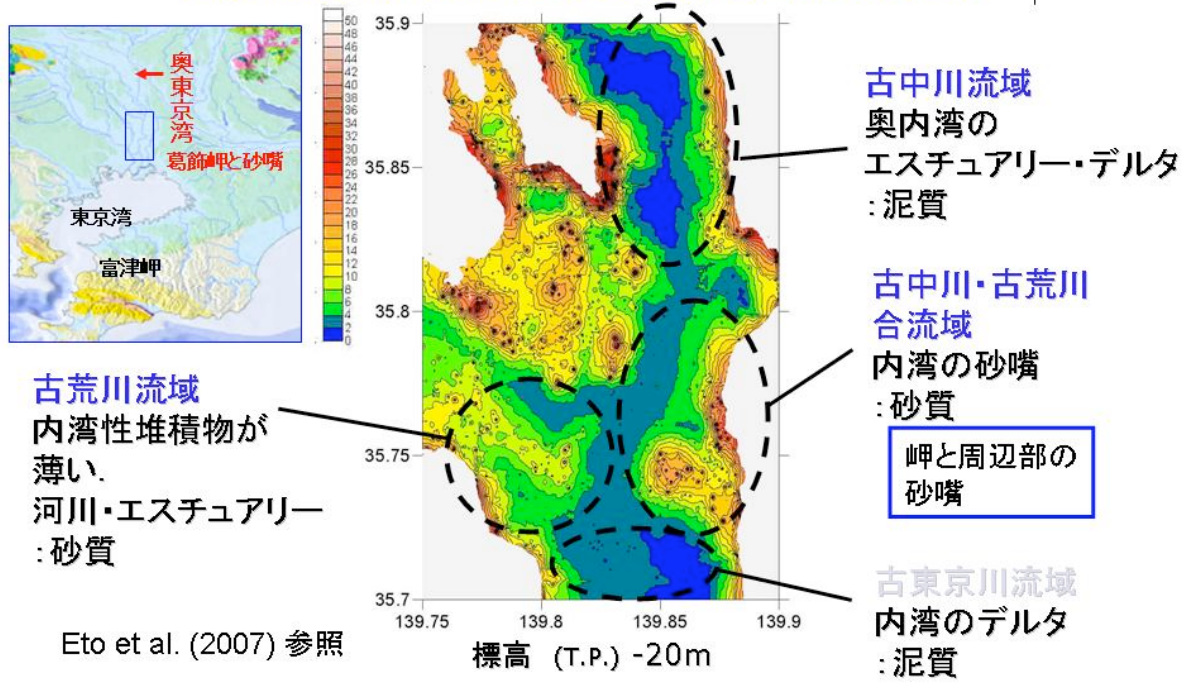 奥東京湾
葛飾岬と砂嘴
東京湾
富津岬
50
48
46
44
42
40
38
36
34
32
30
28
26
24
22
20
18
16
14
12
10
8
6
4
2
0
35.9
35.85
35.8
35.75
35.7
139.75
139.8
139.85
139.9
標高 (T.P.) -20m
古中川流域
奥内湾の
エスチュアリー・デルタ
:泥質
古中川・古荒川
合流域
内湾の砂嘴
:砂質
岬と周辺部の
砂嘴
古東京川流域
内湾のデルタ
:泥質
古荒川流域
内湾性堆積物が
薄い.
河川・エスチュアリー
:砂質
Eto et al. (2007) 参照